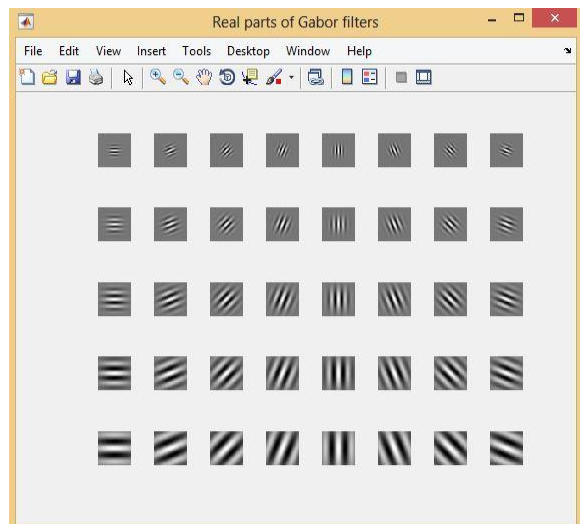 Real parts of Gabor filters
File Edit View Insert Tools Desktop Window Help